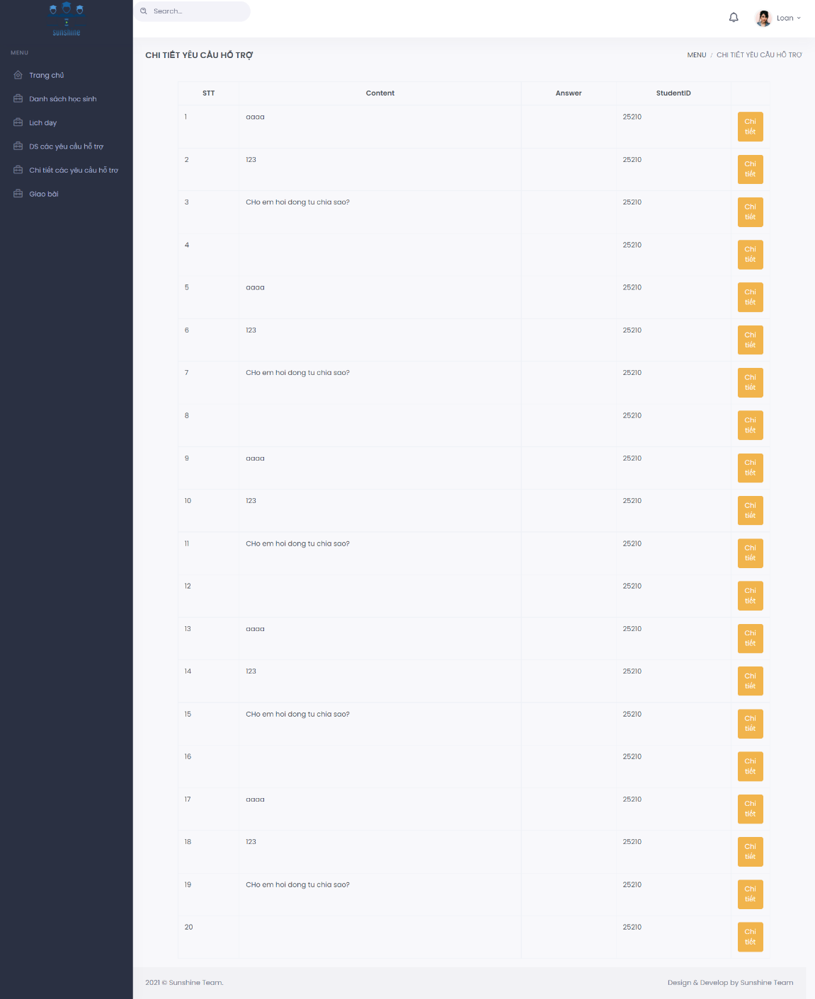 sunshine
Search...
Loan
MENU
Trang chủ
Danh sách học sinh
Lịch dạy
DS các yêu cầu hỗ trợ
Chi tiết các yêu cầu hỗ trợ
Giao bài
CHI TIẾT YÊU CẦU HỖ TRỢ
MENU / CHI TIẾT YÊU CẦU HỖ TRỢ
STT Content Answer StudentID
1 aaaa 25210 Chi
tiết
2 123 25210 Chi
tiết
3 CHo em hoi dong tu chia sao? 25210 Chi
tiết
4 25210 Chi
tiết
5 aaaa 25210 Chi
tiết
6 123 25210 Chi
tiết
7 CHo em hoi dong tu chia sao? 25210 Chi
tiết
8 25210 Chi
tiết
9 aaaa 25210 Chi
tiết
10 123 25210 Chi
tiết
11 CHo em hoi dong tu chia sao? 25210 Chi
tiết
12 25210 Chi
tiết
13 aaaa 25210 Chi
tiết
14 123 25210 Chi
tiết
15 CHo em hoi dong tu chia sao? 25210 Chi
tiết
16 25210 Chi
tiết
17 aaaa 25210 Chi
tiết
18 123 25210 Chi
tiết
19 CHo em hoi dong tu chia sao? 25210 Chi
tiết
20 25210 Chi
tiết
2021 © Sunshine Team. Design & Develop by Sunshine Team